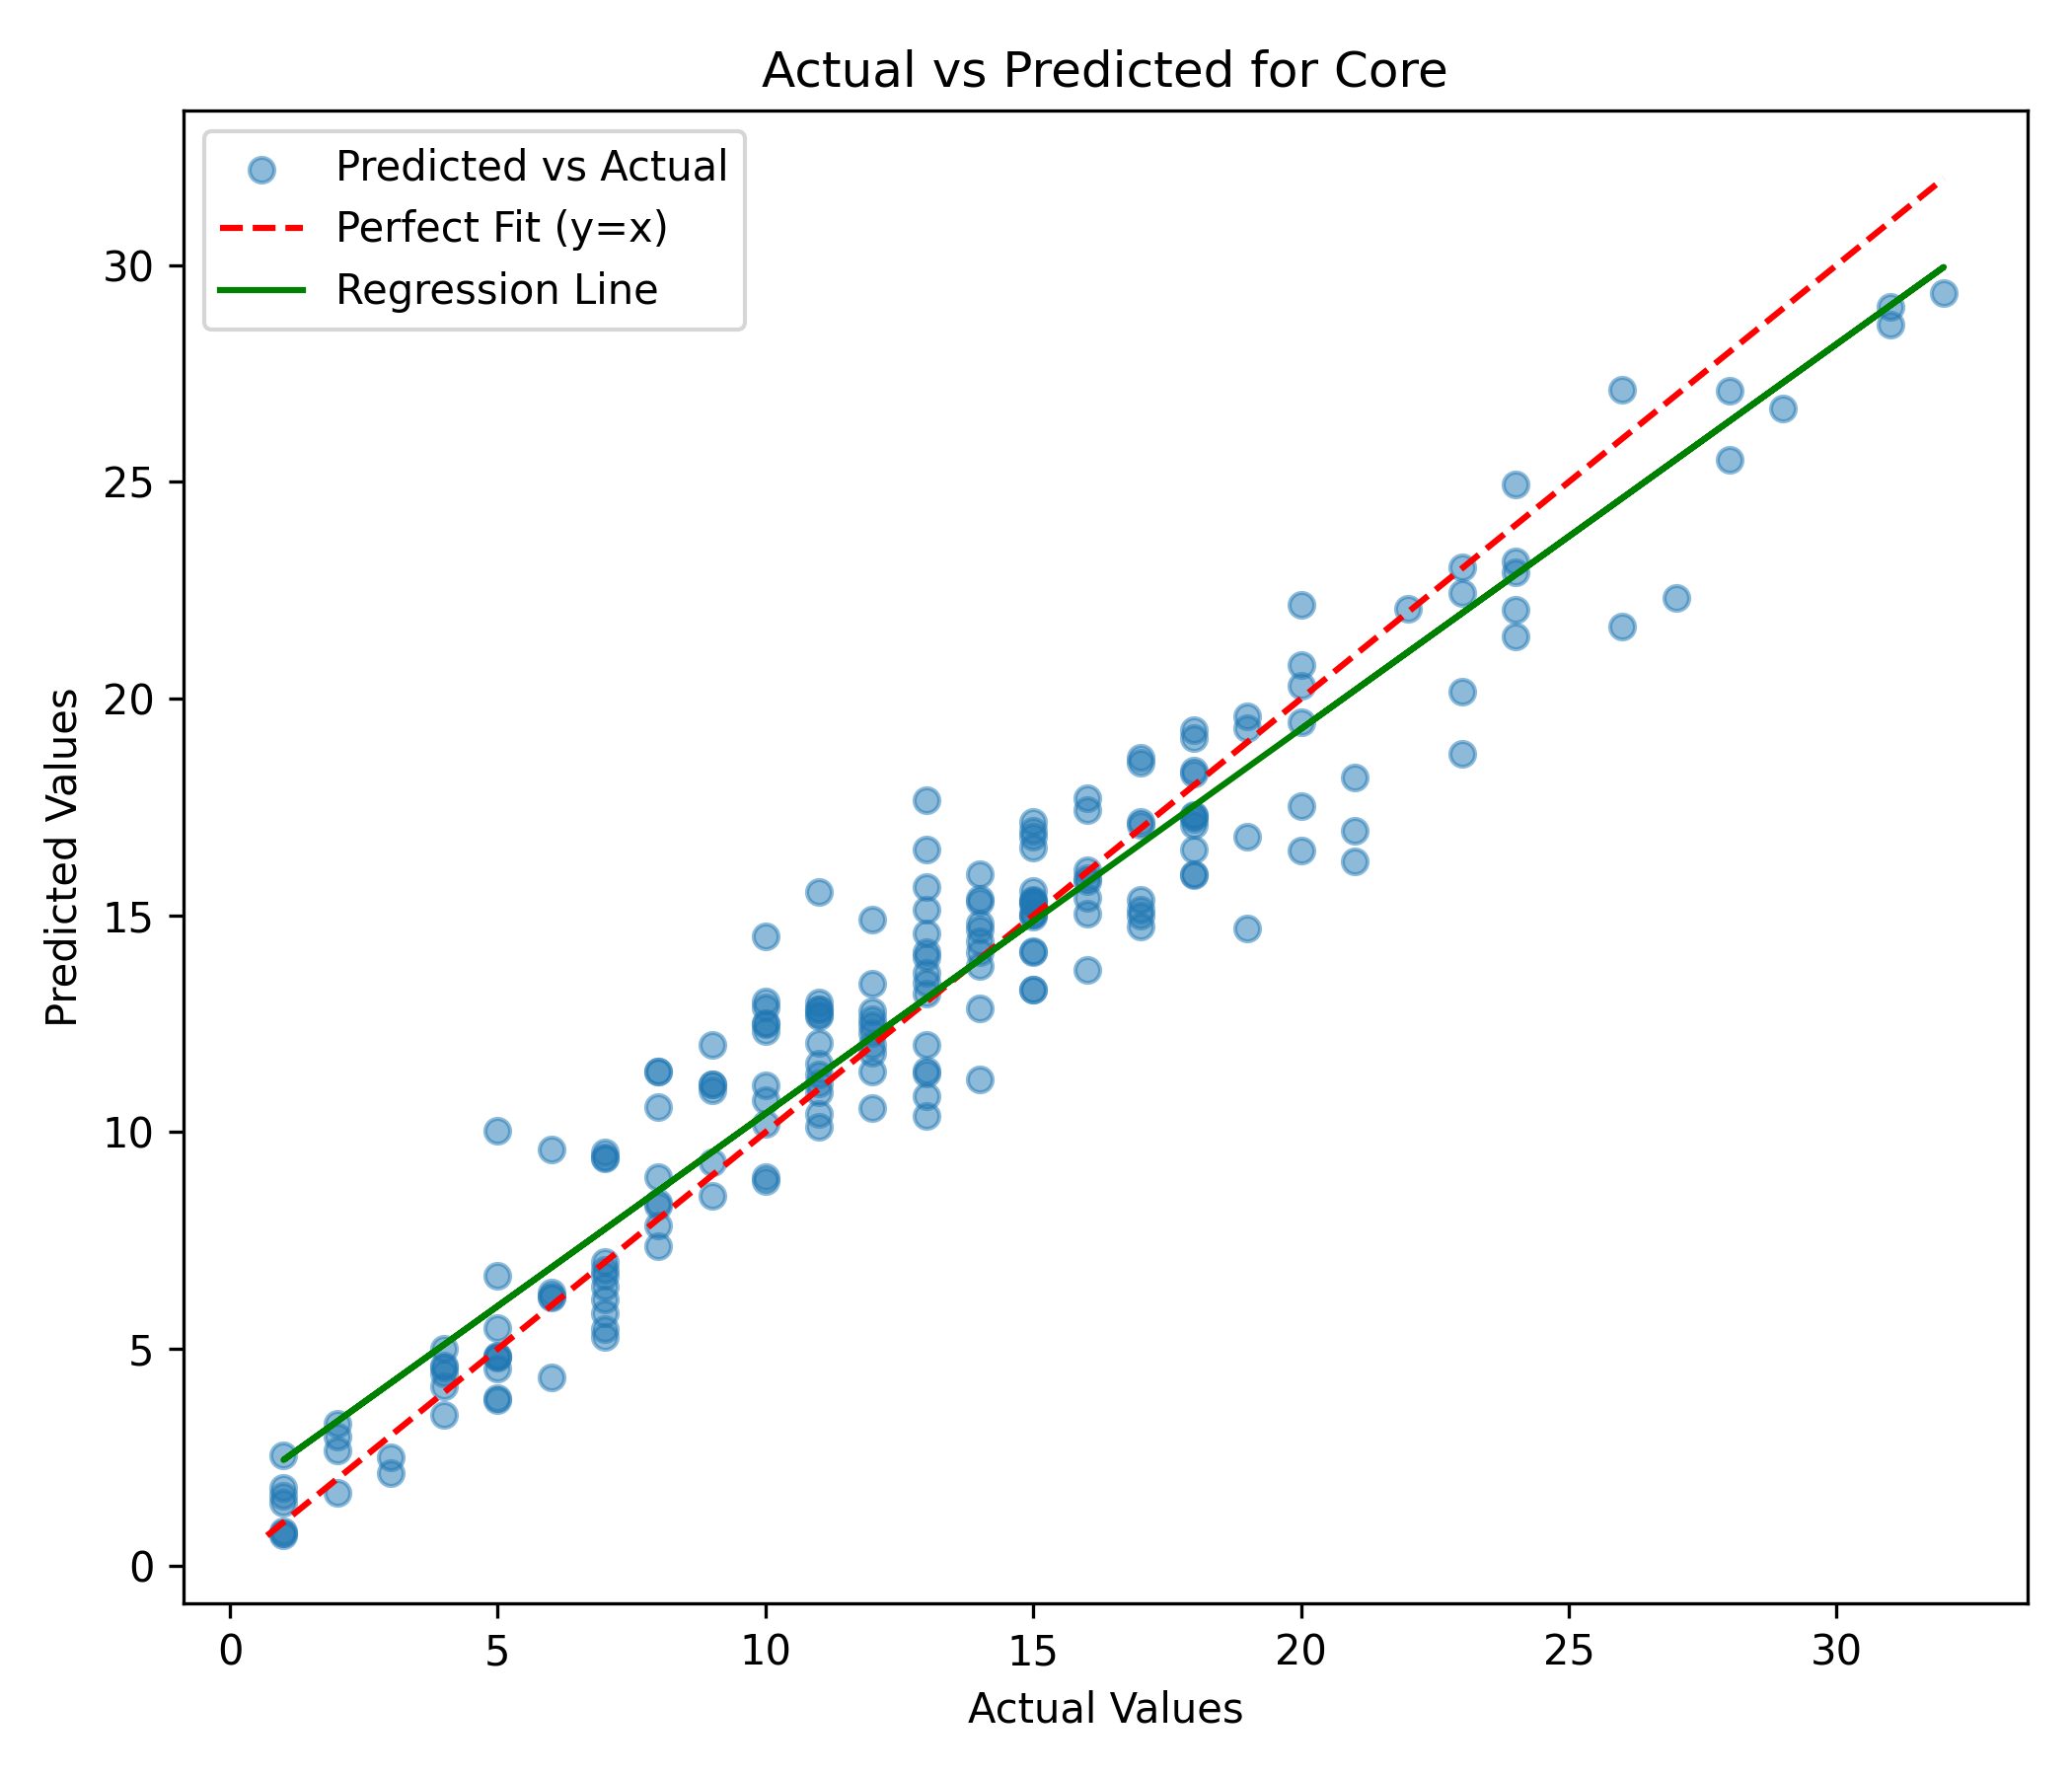 Actual vs Predicted for Core
Predicted vs Actual
Perfect Fit (y=x)
Regression Line
Predicted Values
30
25
20
15
10
5
0
0 5 10 15 20 25 30
Actual Values